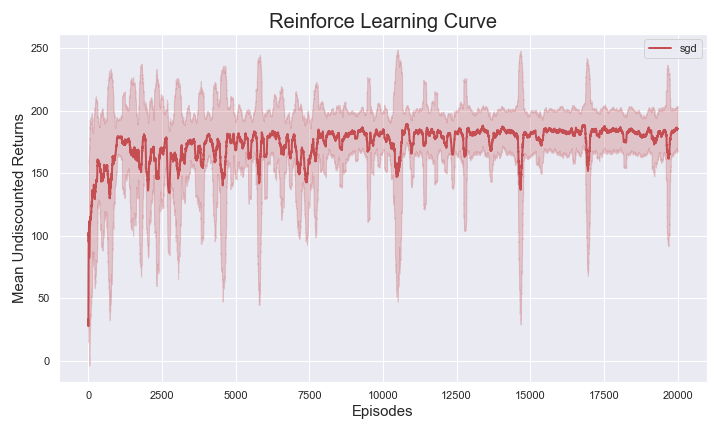 Reinforce Learning Curve
sgd
Mean Undiscounted Returns
250
200
150
100
50
0
0 2500 5000 7500 10000 12500 15000 17500 20000
Episodes